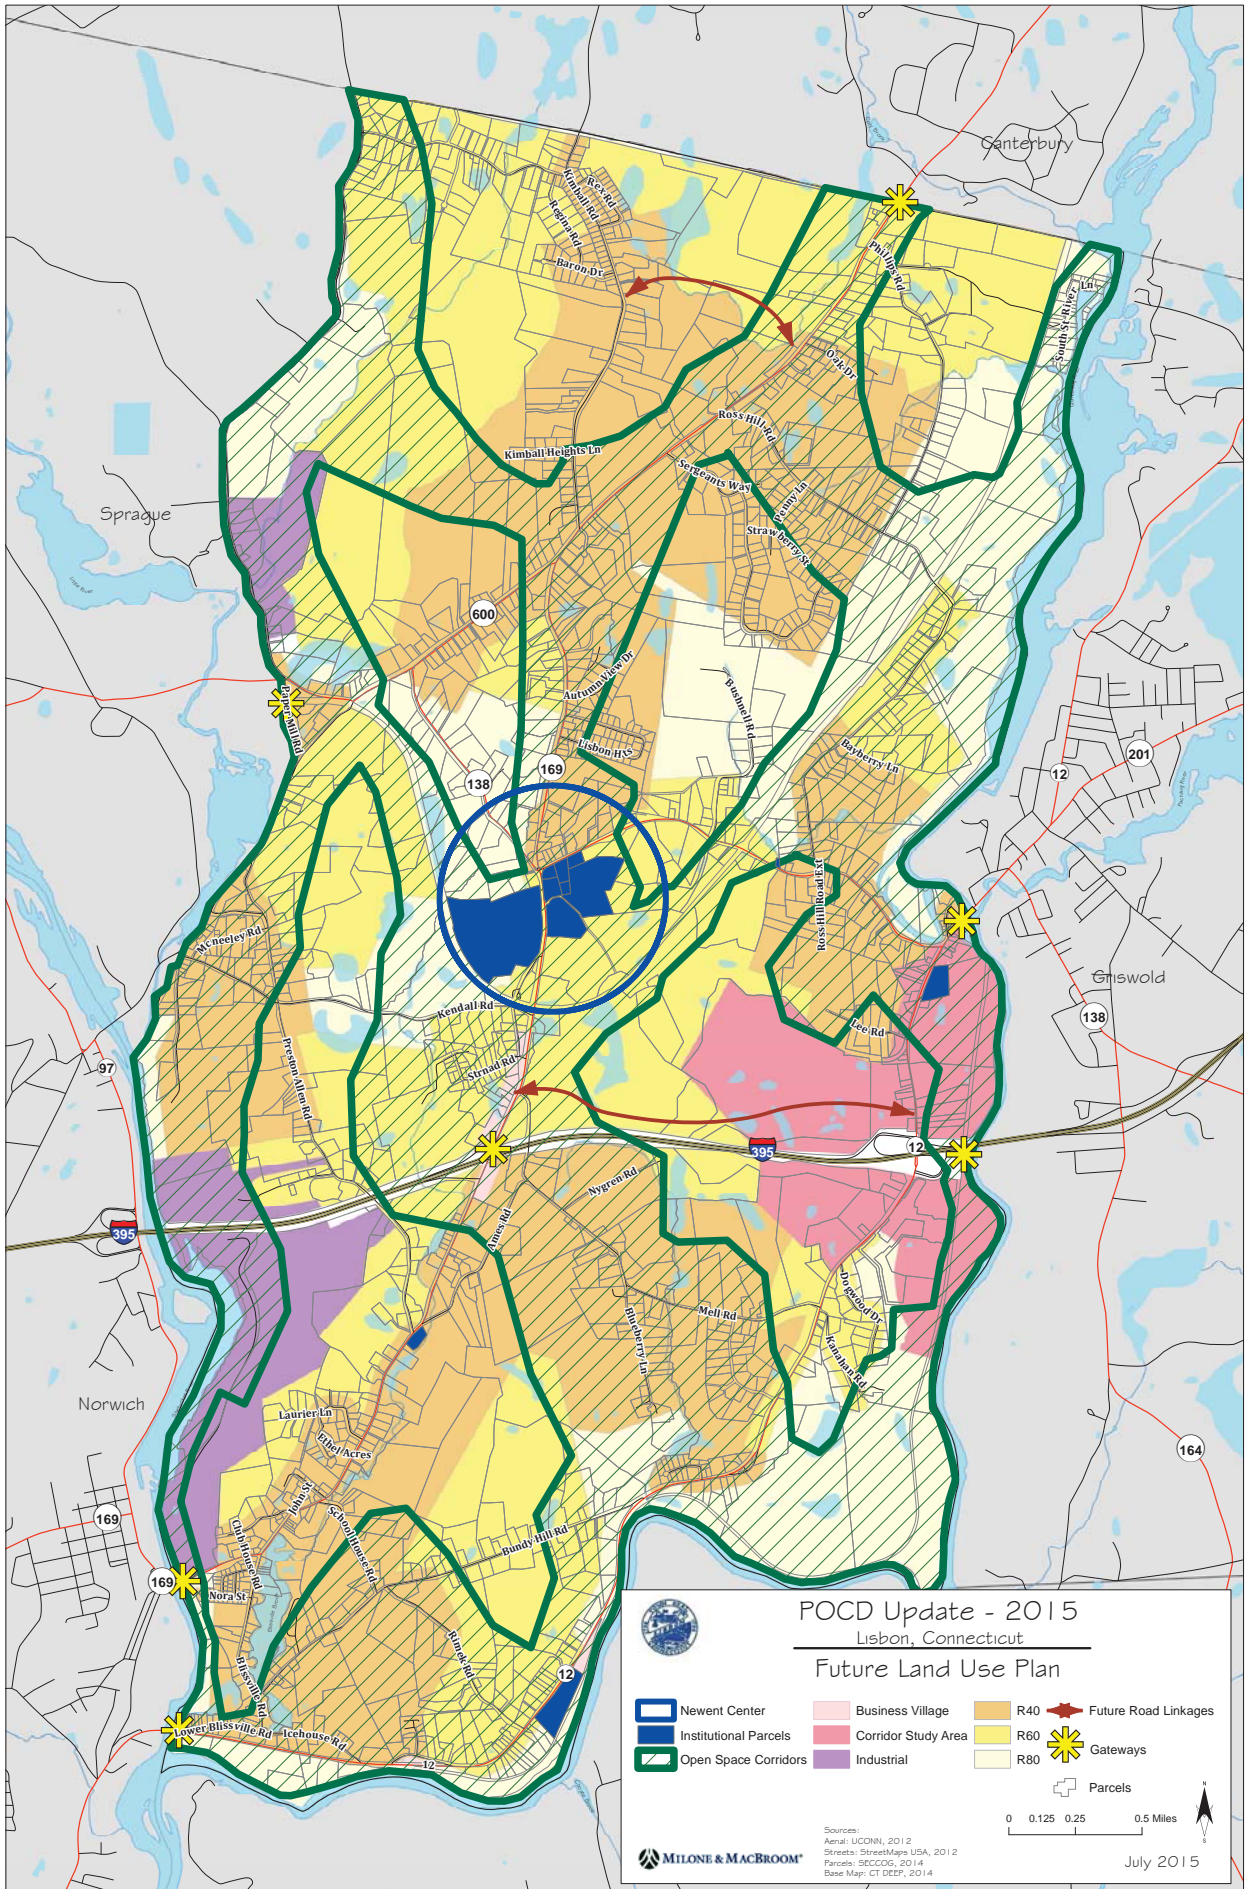 Canterbury
Rex Rd
Kimball Rd
Regina Rd
Baron Dr
Phillips Rd
South St. River Ln
Oak Dr
Ross Hill Rd
Kimball Heights Ln
Sergeants Way
Penny Ln
Strawberry St
Sprague
600
Autumn View Dr
Paper Mill Rd
Bushnell Rd
Lisbon Hts
Bayberry Ln
138
169
12
201
Ross Hill Road Ext
Mcneeley Rd
Griswold
Kendall Rd
Lee Rd
138
Strnad Rd
Preston Allen Rd
97
12
395
Nygren Rd
395
Ames Rd
Dogwood Dr
Mell Rd
Blueberry Ln
Kanahan Rd
Norwich
Laurier Ln
Ethel Acres
164
John St
School House Rd
Club House Rd
Bundy Hill Rd
169
169
Nora St
Rimek Rd
12
Blissville Rd
Lower Blissville Rd
Icehouse Rd
12
POCD Update - 2015
Lisbon, Connecticut
Future Land Use Plan
Newent Center
Institutional Parcels
Open Space Corridors
Business Village
Corridor Study Area
Industrial
R40
R60
R80
Future Road Linkages
Gateways
Parcels
0 0.125 0.25 0.5 Miles
N
S
Sources:
Aerial: UCONN, 2012
Streets: StreetMaps USA, 2012
Parcels: SECCOG, 2014
Base Map: CT DEEP, 2014
MILONE & MACBROOM®
July 2015